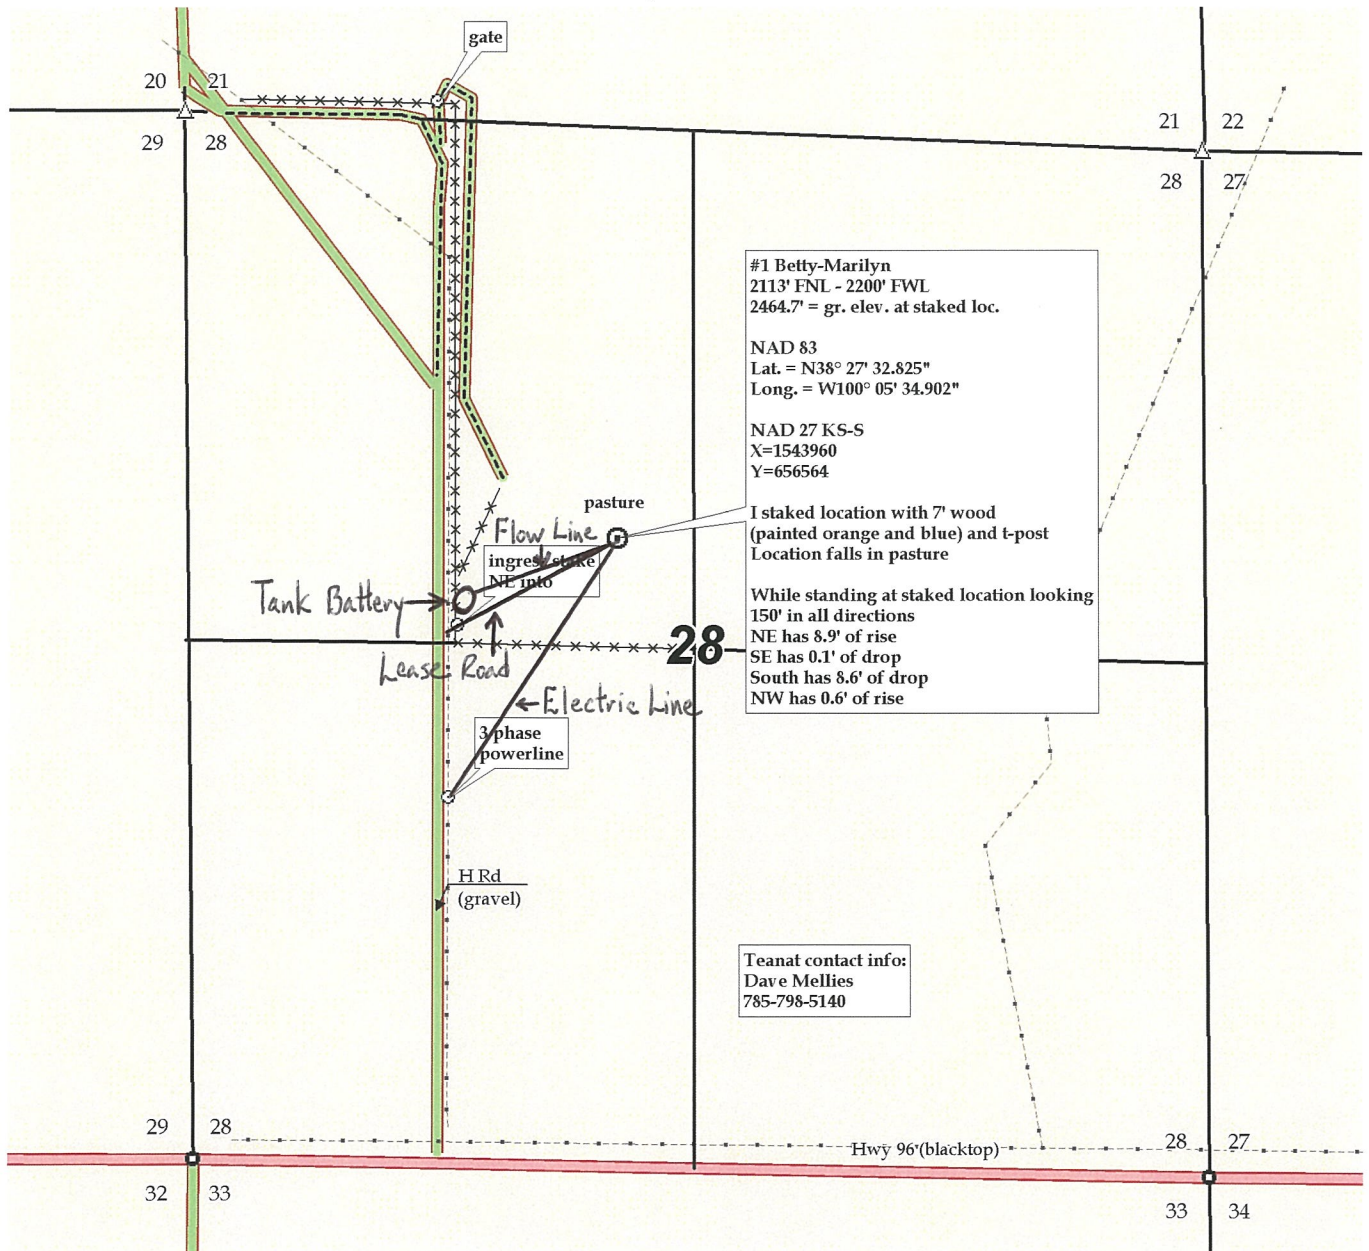 gate
20 21
29 28
21 22
28 27
#1 Betty-Marilyn
2113' FNL - 2200' FWL
2464.7' = gr. elev. at staked loc.
NAD 83
Lat. = N38° 27' 32.825"
Long. = W100° 05' 34.902"
NAD 27 KS-S
X=1543960
Y=656564
I staked location with 7' wood
(painted orange and blue) and t-post
Location falls in pasture
While standing at staked location looking
150' in all directions
NE has 8.9' of rise
SE has 0.1' of drop
South has 8.6' of drop
NW has 0.6' of rise
pasture
Flow Line
ingress stake
NE into
Tank Battery
28
Lease Road
Electric Line
3 phase
powerline
H Rd
(gravel)
Teanat contact info:
Dave Mellies
785-798-5140
29 28
Hwy 96 (blacktop)
28 27
32 33
33 34